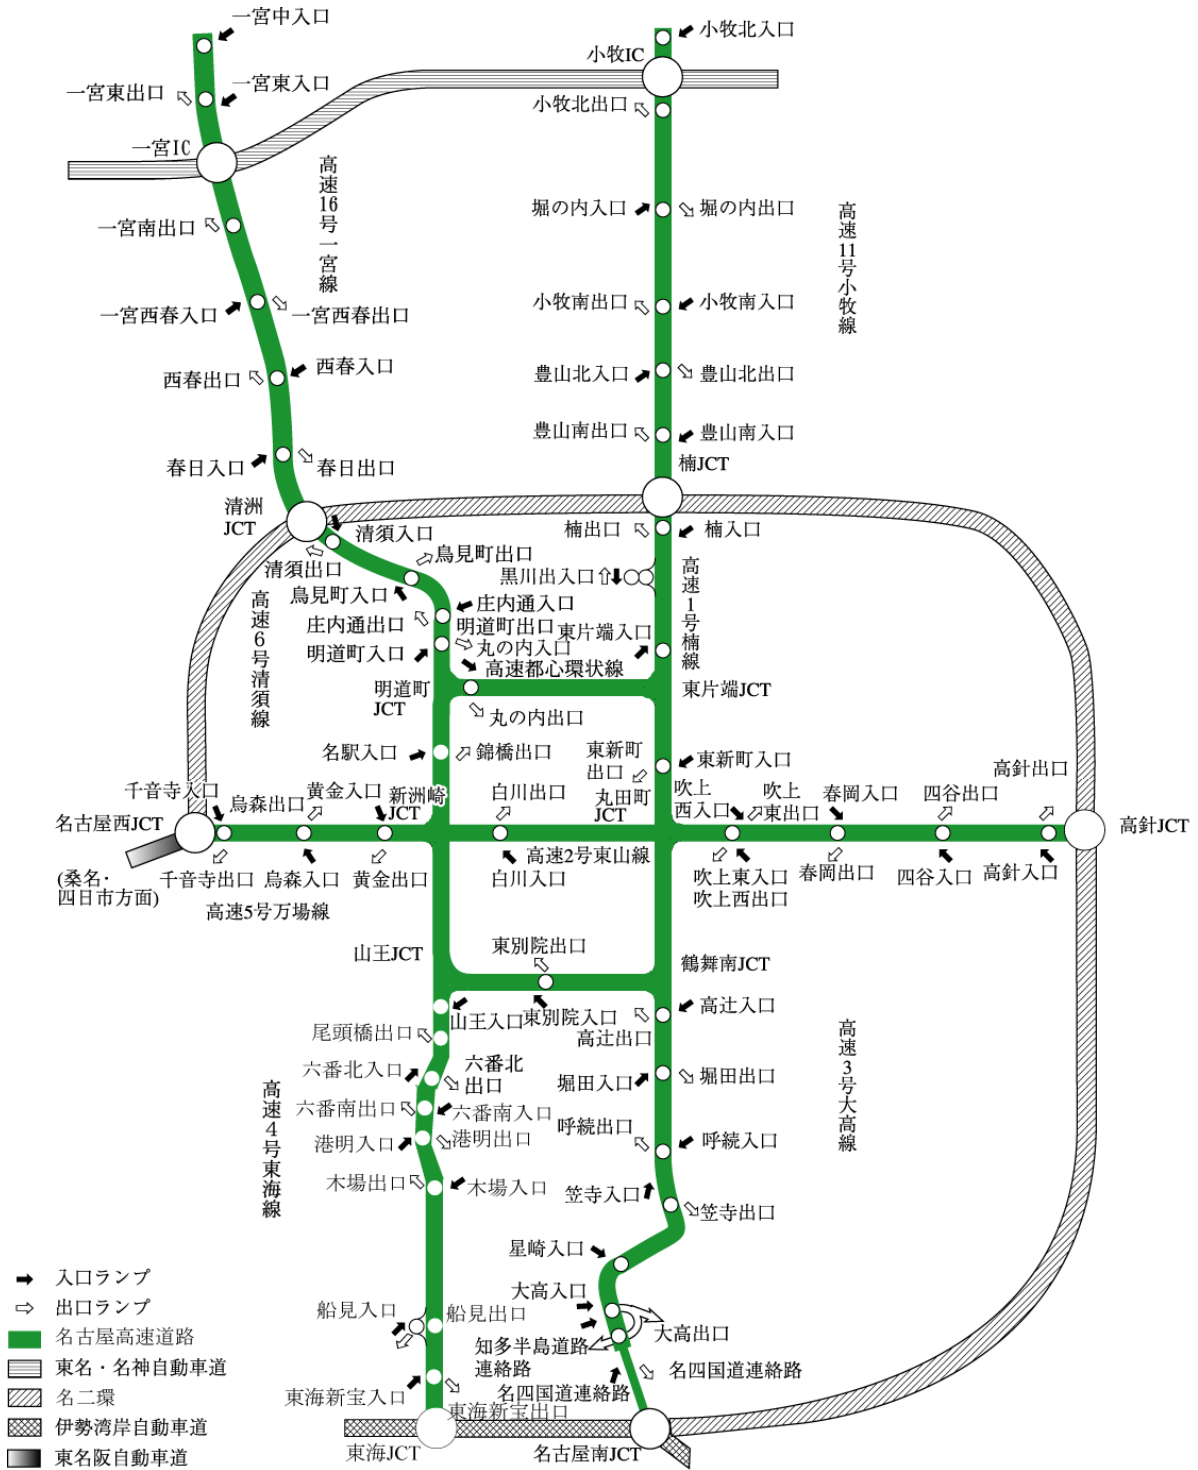 一宮中入口
小牧北入口
小牧IC
一宮東入口
一宮東出口
小牧北出口
一宮IC
高速16号一宮線
堀の内入口
堀の内出口
高速11号小牧線
一宮南出口
小牧南出口
小牧南入口
一宮西春入口
一宮西春出口
西春入口
西春出口
豊山北入口
豊山北出口
豊山南出口
豊山南入口
春日入口
春日出口
楠JCT
清洲
JCT
清須入口
楠出口
楠入口
鳥見町出口
清須出口
黒川出入口
高速1号楠線
鳥見町入口
高速6号清須線
庄内通入口
庄内通出口
明道町出口
東片端入口
明道町入口
丸の内入口
高速都心環状線
明道町
JCT
東片端JCT
丸の内出口
名駅入口
錦橋出口
東新町
出口
東新町入口
高針出口
千音寺入口
烏森出口
黄金入口
新洲崎
JCT
白川出口
丸田町
JCT
吹上
西入口
吹上
東出口
春岡入口
四谷出口
名古屋西JCT
高針JCT
高速2号東山線
(桑名・
四日市方面)
千音寺出口
烏森入口
黄金出口
白川入口
吹上東入口
吹上西出口
春岡出口
四谷入口
高針入口
高速5号万場線
山王JCT
東別院出口
鶴舞南JCT
山王入口
東別院入口
高辻入口
尾頭橋出口
高辻出口
高速3号大高線
六番北入口
六番北
出口
堀田入口
堀田出口
高速4号東海線
六番南出口
六番南入口
呼続出口
呼続入口
港明入口
港明出口
木場出口
木場入口
笠寺入口
笠寺出口
星崎入口
大高入口
船見入口
船見出口
大高出口
知多半島道路
連絡路
名四国道連絡路
名四国道連絡路
東海新宝入口
東海新宝出口
東海JCT
名古屋南JCT
入口ランプ
出口ランプ
名古屋高速道路
東名・名神自動車道
名二環
伊勢湾岸自動車道
東名阪自動車道